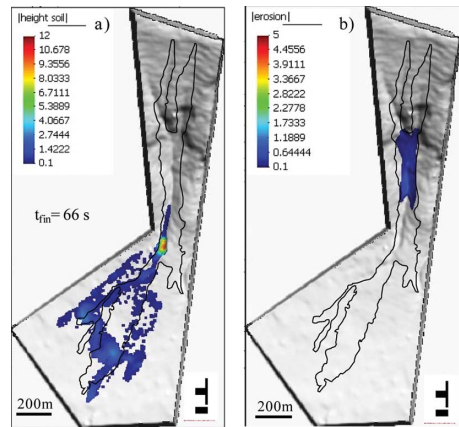 |height soil|
12
10.678
9.3556
8.0333
6.7111
5.3889
4.0667
2.7444
1.4222
0.1
a)
t_fin= 66 s
200m
|erosion|
5
4.4556
3.9111
3.3667
2.8222
2.2778
1.7333
1.1889
0.64444
0.1
b)
200m